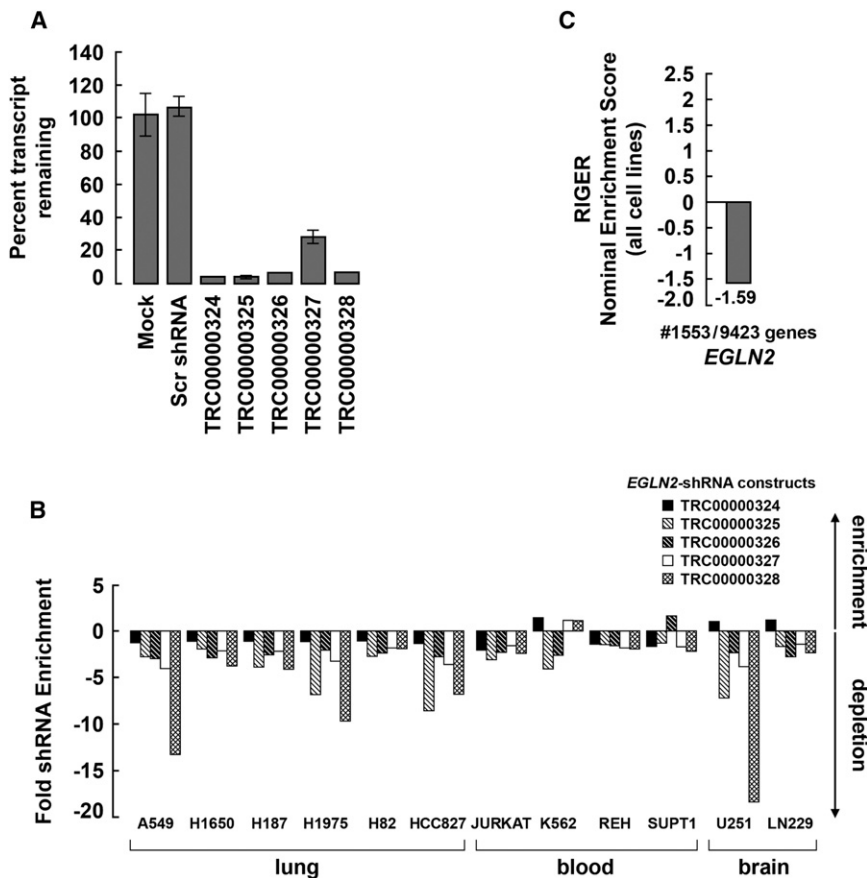 A
Percent transcript
remaining
140
120
100
80
60
40
20
0
Mock
Scr shRNA
TRC00000324
TRC00000325
TRC00000326
TRC00000327
TRC00000328
C
RIGER
Nominal Enrichment Score
(all cell lines)
2.5
2
1.5
1
0.5
0
-0.5
-1
-1.5
-2.0
-1.59
#1553/9423 genes
EGLN2
B
EGLN2-shRNA constructs
TRC00000324
TRC00000325
TRC00000326
TRC00000327
TRC00000328
enrichment
depletion
Fold shRNA Enrichment
5
0
-5
-10
-15
-20
A549 H1650 H187 H1975 H82 HCC827 JURKAT K562 REH SUPT1 U251 LN229
lung blood brain